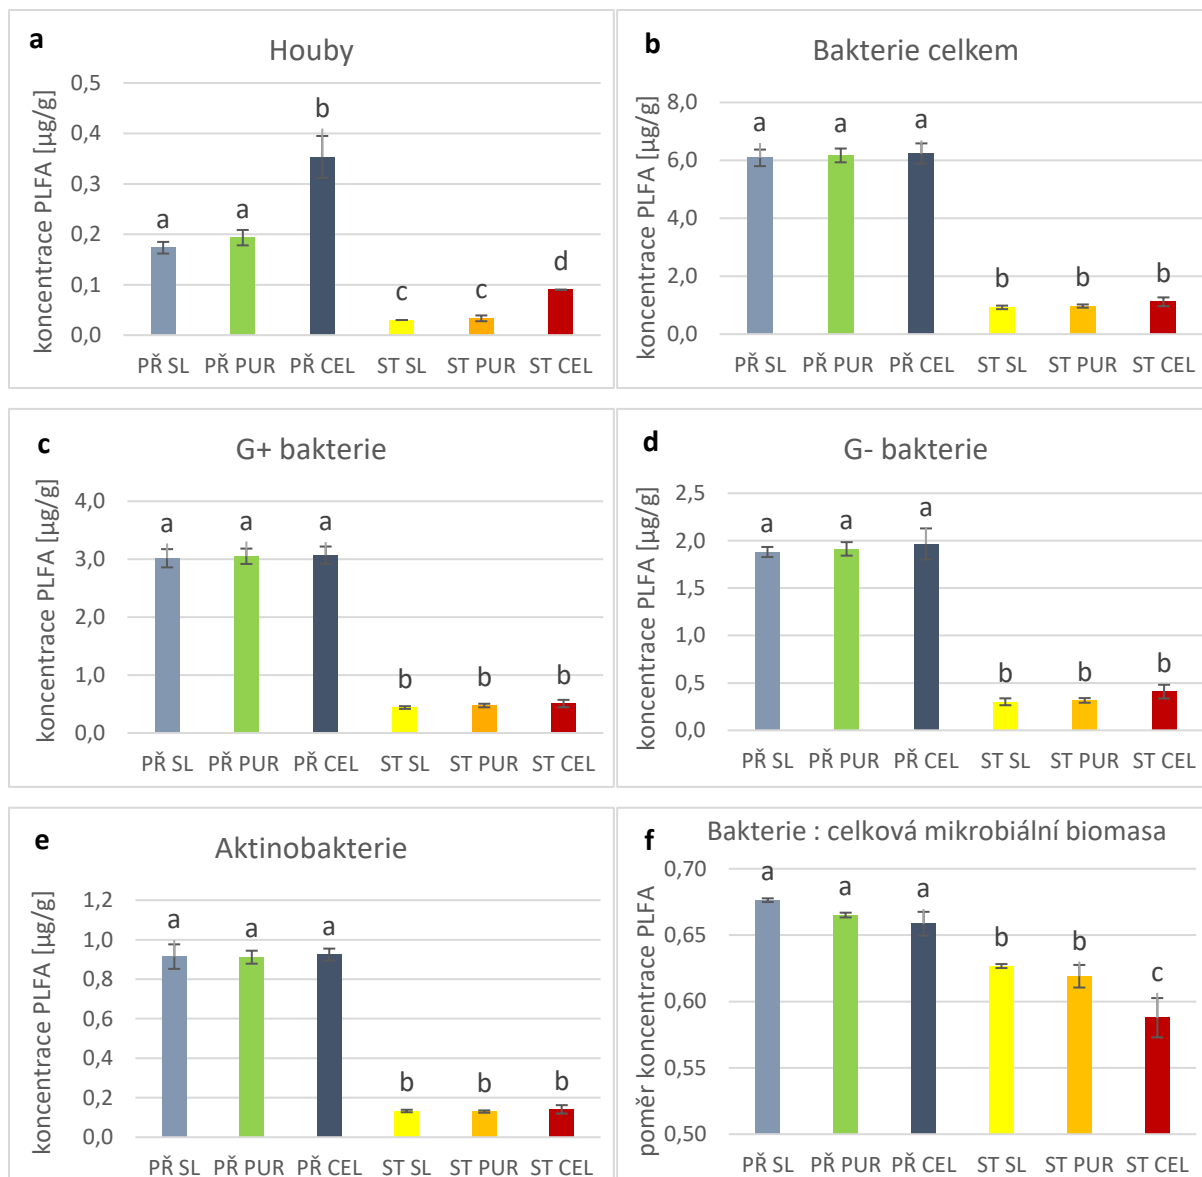 a
Houby
koncentrace PLFA [µg/g]
0,5
0,4
0,3
0,2
0,1
0,0
a
a
b
c
c
d
PŘ SL PŘ PUR PŘ CEL ST SL ST PUR ST CEL
b
Bakterie celkem
koncentrace PLFA [µg/g]
8,0
6,0
4,0
2,0
0,0
a
a
a
b
b
b
PŘ SL PŘ PUR PŘ CEL ST SL ST PUR ST CEL
c
G+ bakterie
koncentrace PLFA [µg/g]
4,0
3,0
2,0
1,0
0,0
a
a
a
b
b
b
PŘ SL PŘ PUR PŘ CEL ST SL ST PUR ST CEL
d
G- bakterie
koncentrace PLFA [µg/g]
2,5
2,0
1,5
1,0
0,5
0,0
a
a
a
b
b
b
PŘ SL PŘ PUR PŘ CEL ST SL ST PUR ST CEL
e
Aktinobakterie
koncentrace PLFA [µg/g]
1,2
1,0
0,8
0,6
0,4
0,2
0,0
a
a
a
b
b
b
PŘ SL PŘ PUR PŘ CEL ST SL ST PUR ST CEL
f
Bakterie : celková mikrobiální biomasa
poměr koncentrace PLFA
0,70
0,65
0,60
0,55
0,50
a
a
a
b
b
c
PŘ SL PŘ PUR PŘ CEL ST SL ST PUR ST CEL